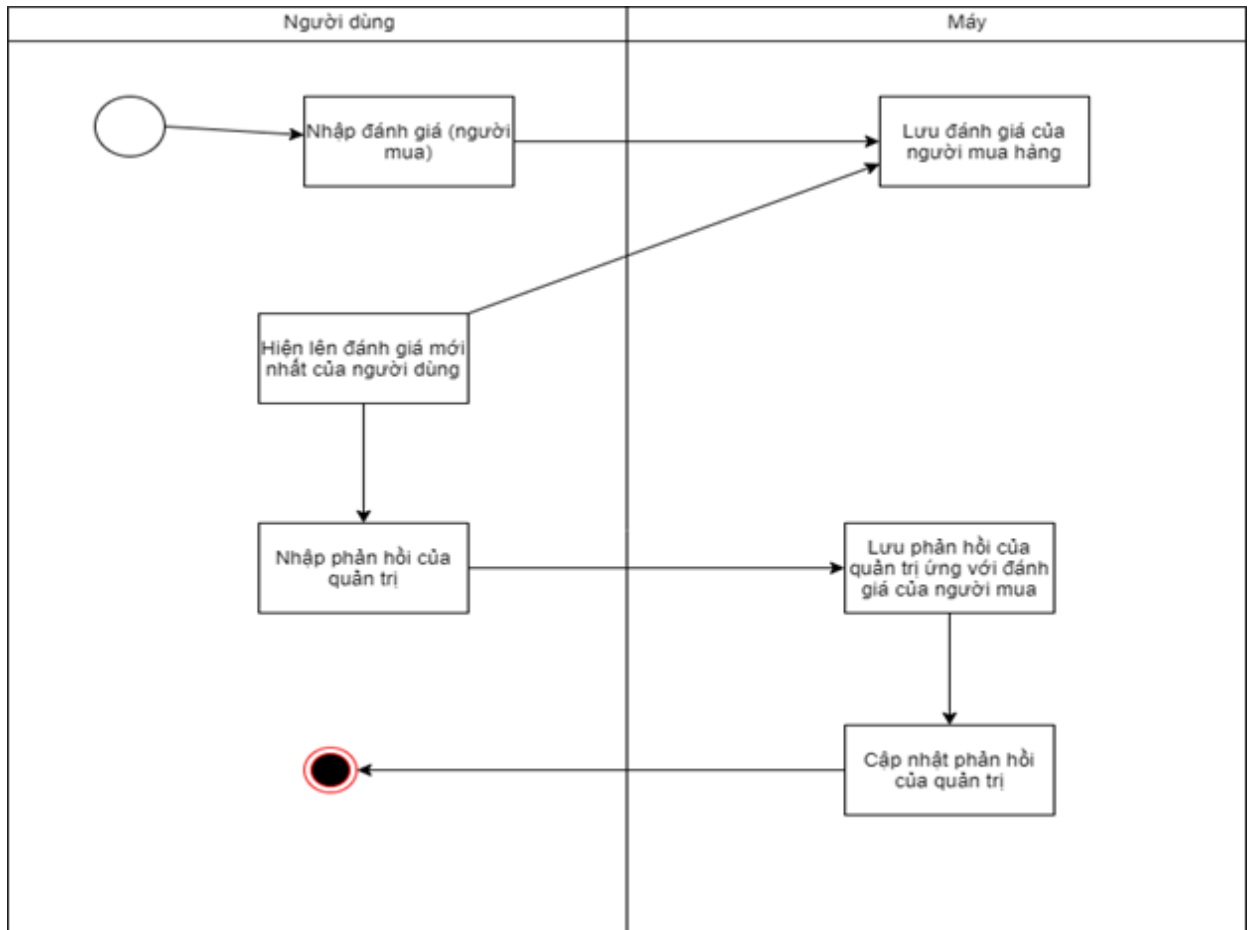 Người dùng
Máy
Nhập đánh giá (người
mua)
Lưu đánh giá của
người mua hàng
Hiện lên đánh giá mới
nhất của người dùng
Nhập phản hồi của
quản trị
Lưu phản hồi của
quản trị ứng với đánh
giá của người mua
Cập nhật phản hồi
của quản trị